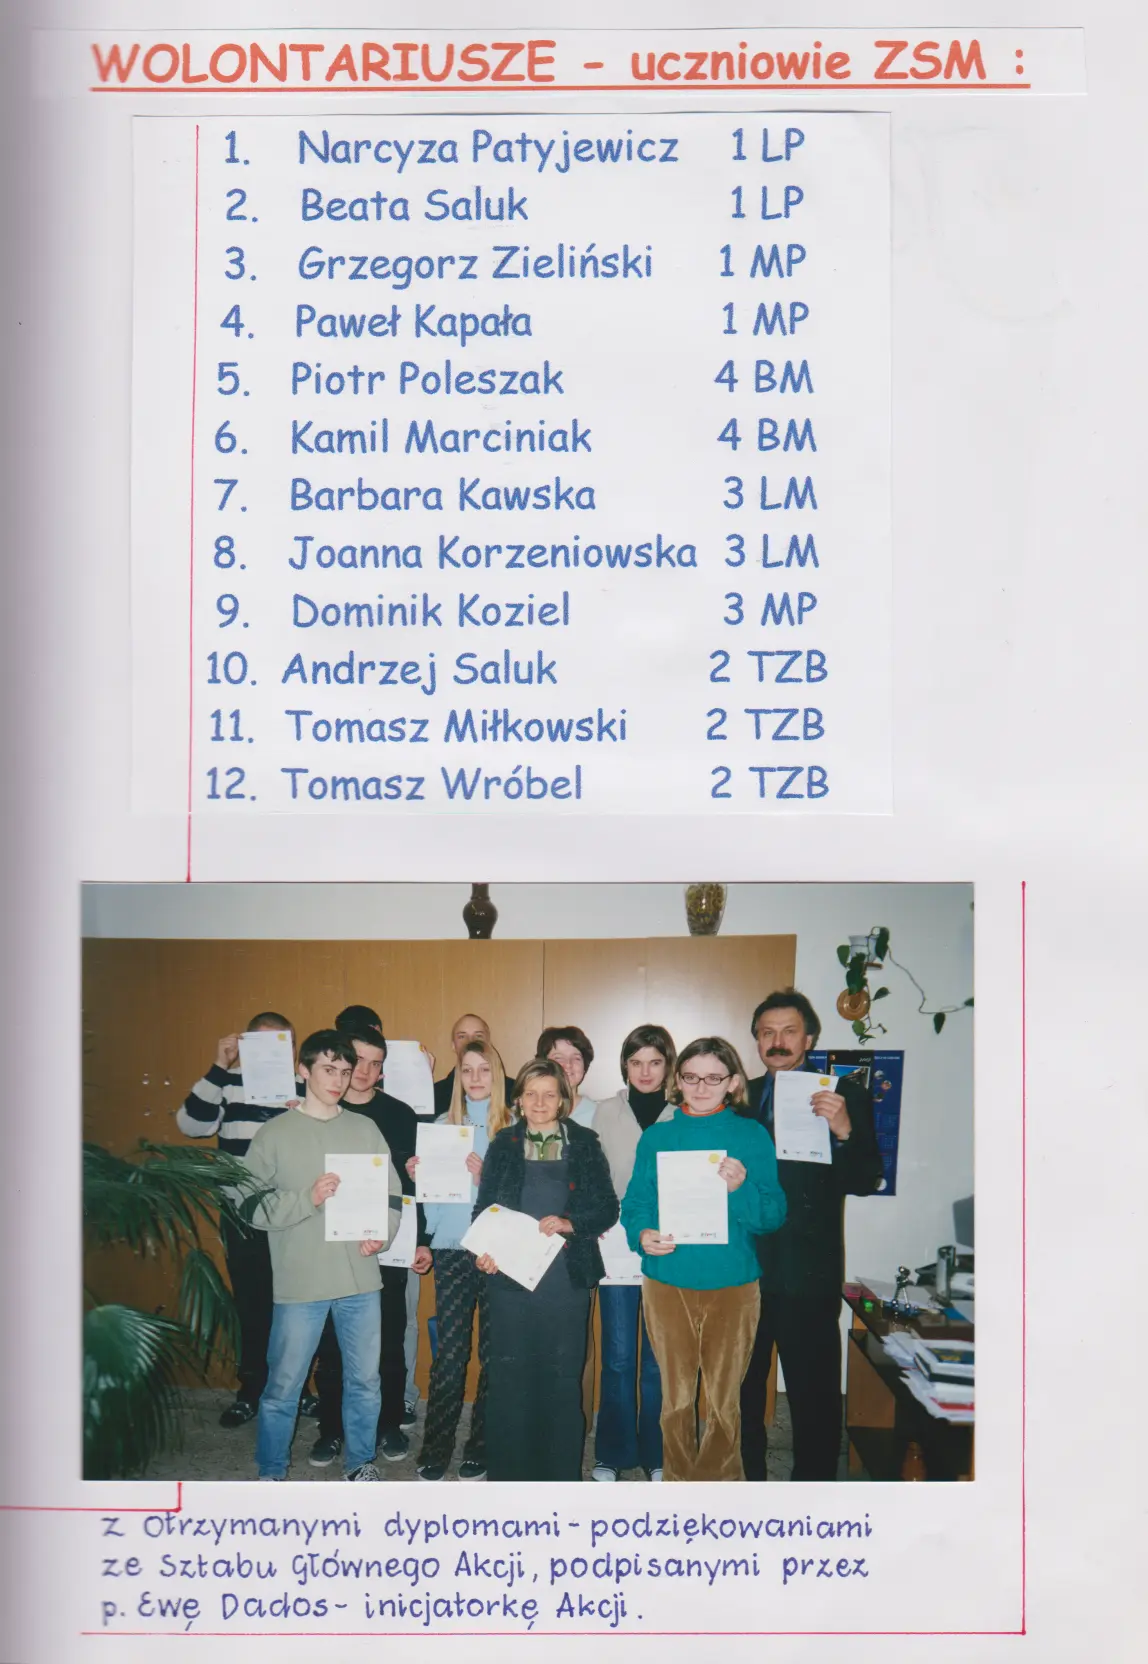 WOLONTARIUSZE - uczniowie ZSM :
1. Narcyza Patyjewicz 1 LP
2. Beata Saluk 1 LP
3. Grzegorz Zieliński 1 MP
4. Paweł Kapała 1 MP
5. Piotr Poleszak 4 BM
6. Kamil Marciniak 4 BM
7. Barbara Kawska 3 LM
8. Joanna Korzeniowska 3 LM
9. Dominik Koziel 3 MP
10. Andrzej Saluk 2 TZB
11. Tomasz Miłkowski 2 TZB
12. Tomasz Wróbel 2 TZB
z otrzymanymi dyplomami - podziękowaniami
ze Sztabu Głównego Akcji, podpisanymi przez
p. Ewę Dados - inicjatorkę Akcji.